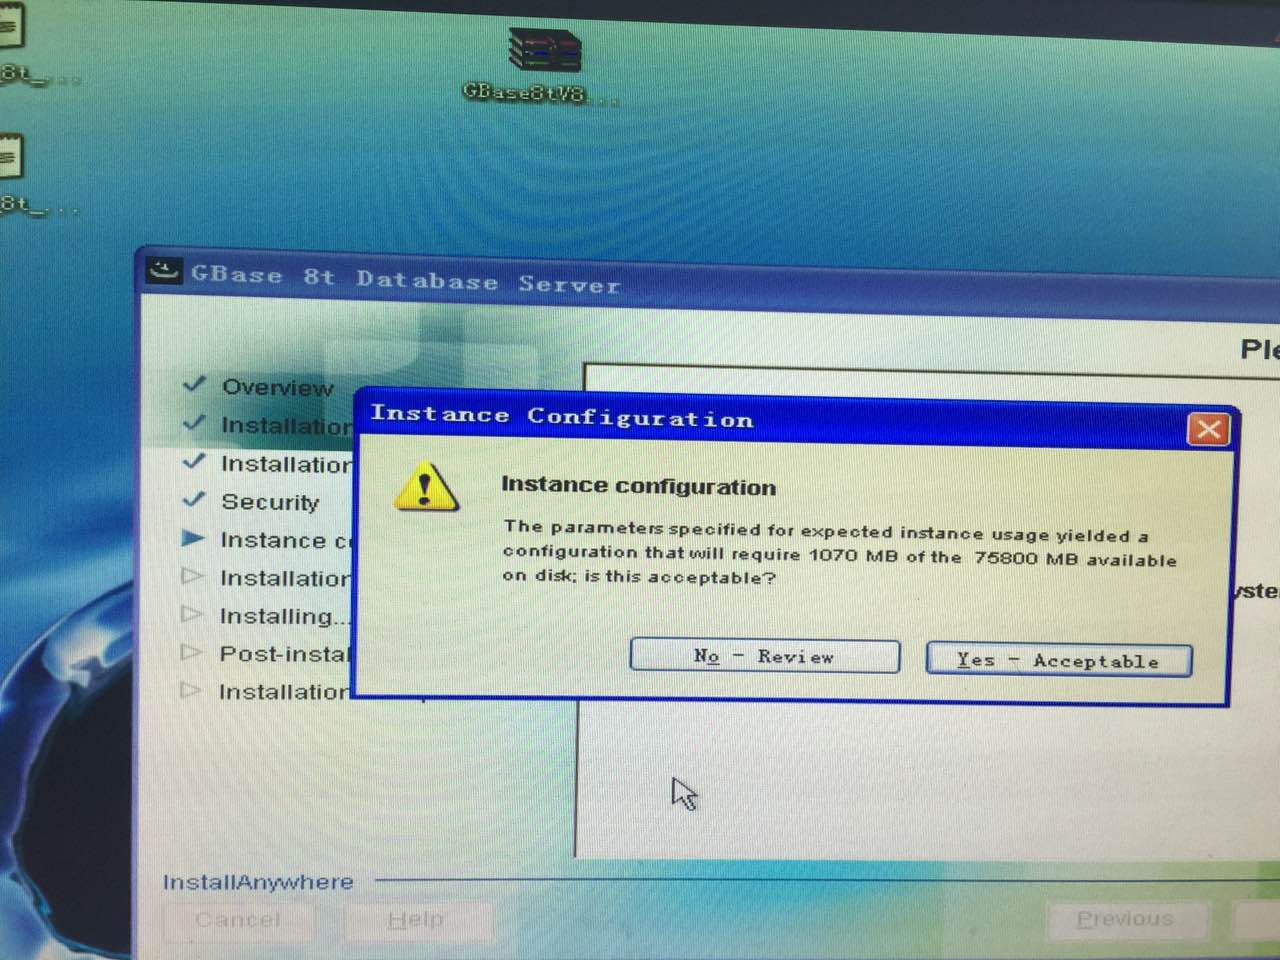 8t_...
GBase8tV8...
8t_...
GBase 8t Database Server
Ple
Overview
Installation
Installation
Security
Instance c
Installation
Installing...
Post-instal
Installation
Instance Configuration
Instance configuration
The parameters specified for expected instance usage yielded a
configuration that will require 1070 MB of the 75800 MB available
on disk; is this acceptable?
No - Review
Yes - Acceptable
yste
InstallAnywhere
Cancel
Help
Previous